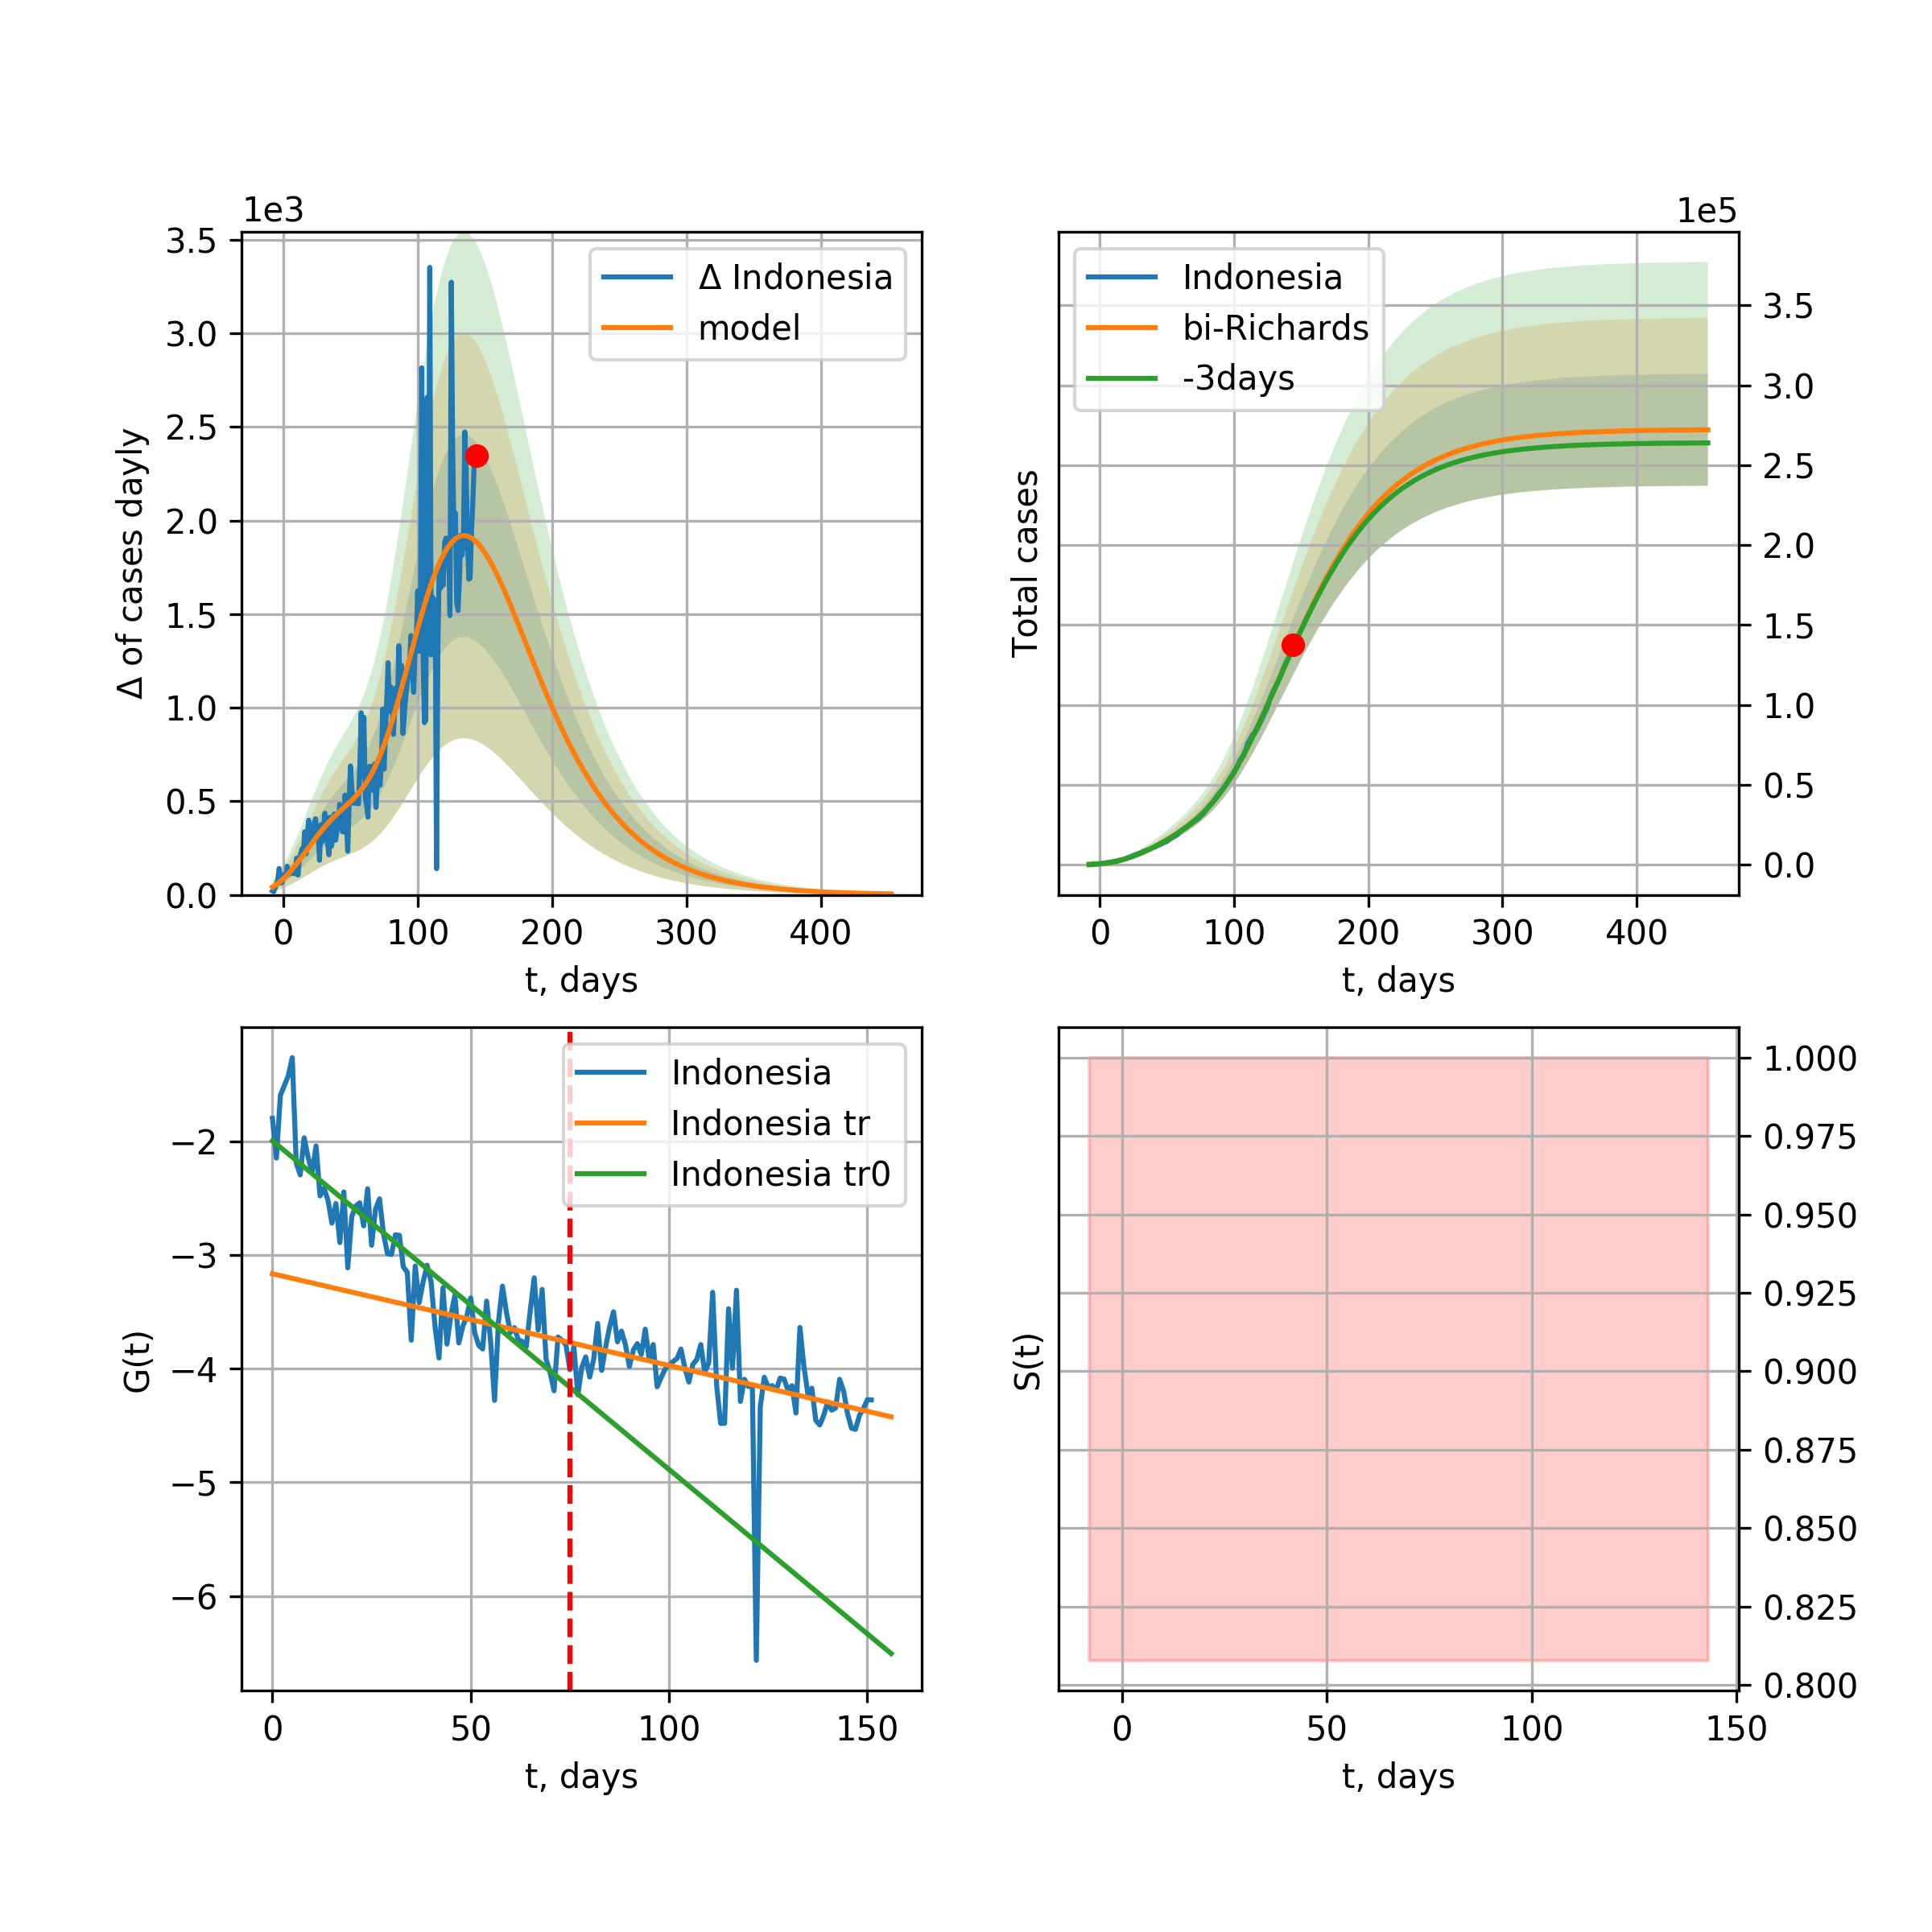 1e3
3.5
3.0
2.5
2.0
1.5
1.0
0.5
0.0
Δ of cases dayly
0 100 200 300 400
t, days
Δ Indonesia
model
1e5
3.5
3.0
2.5
2.0
1.5
1.0
0.5
0.0
Total cases
0 100 200 300 400
t, days
Indonesia
bi-Richards
-3days
−2
−3
−4
−5
−6
G(t)
0 50 100 150
t, days
Indonesia
Indonesia tr
Indonesia tr0
1.000
0.975
0.950
0.925
0.900
0.875
0.850
0.825
0.800
S(t)
0 50 100 150
t, days